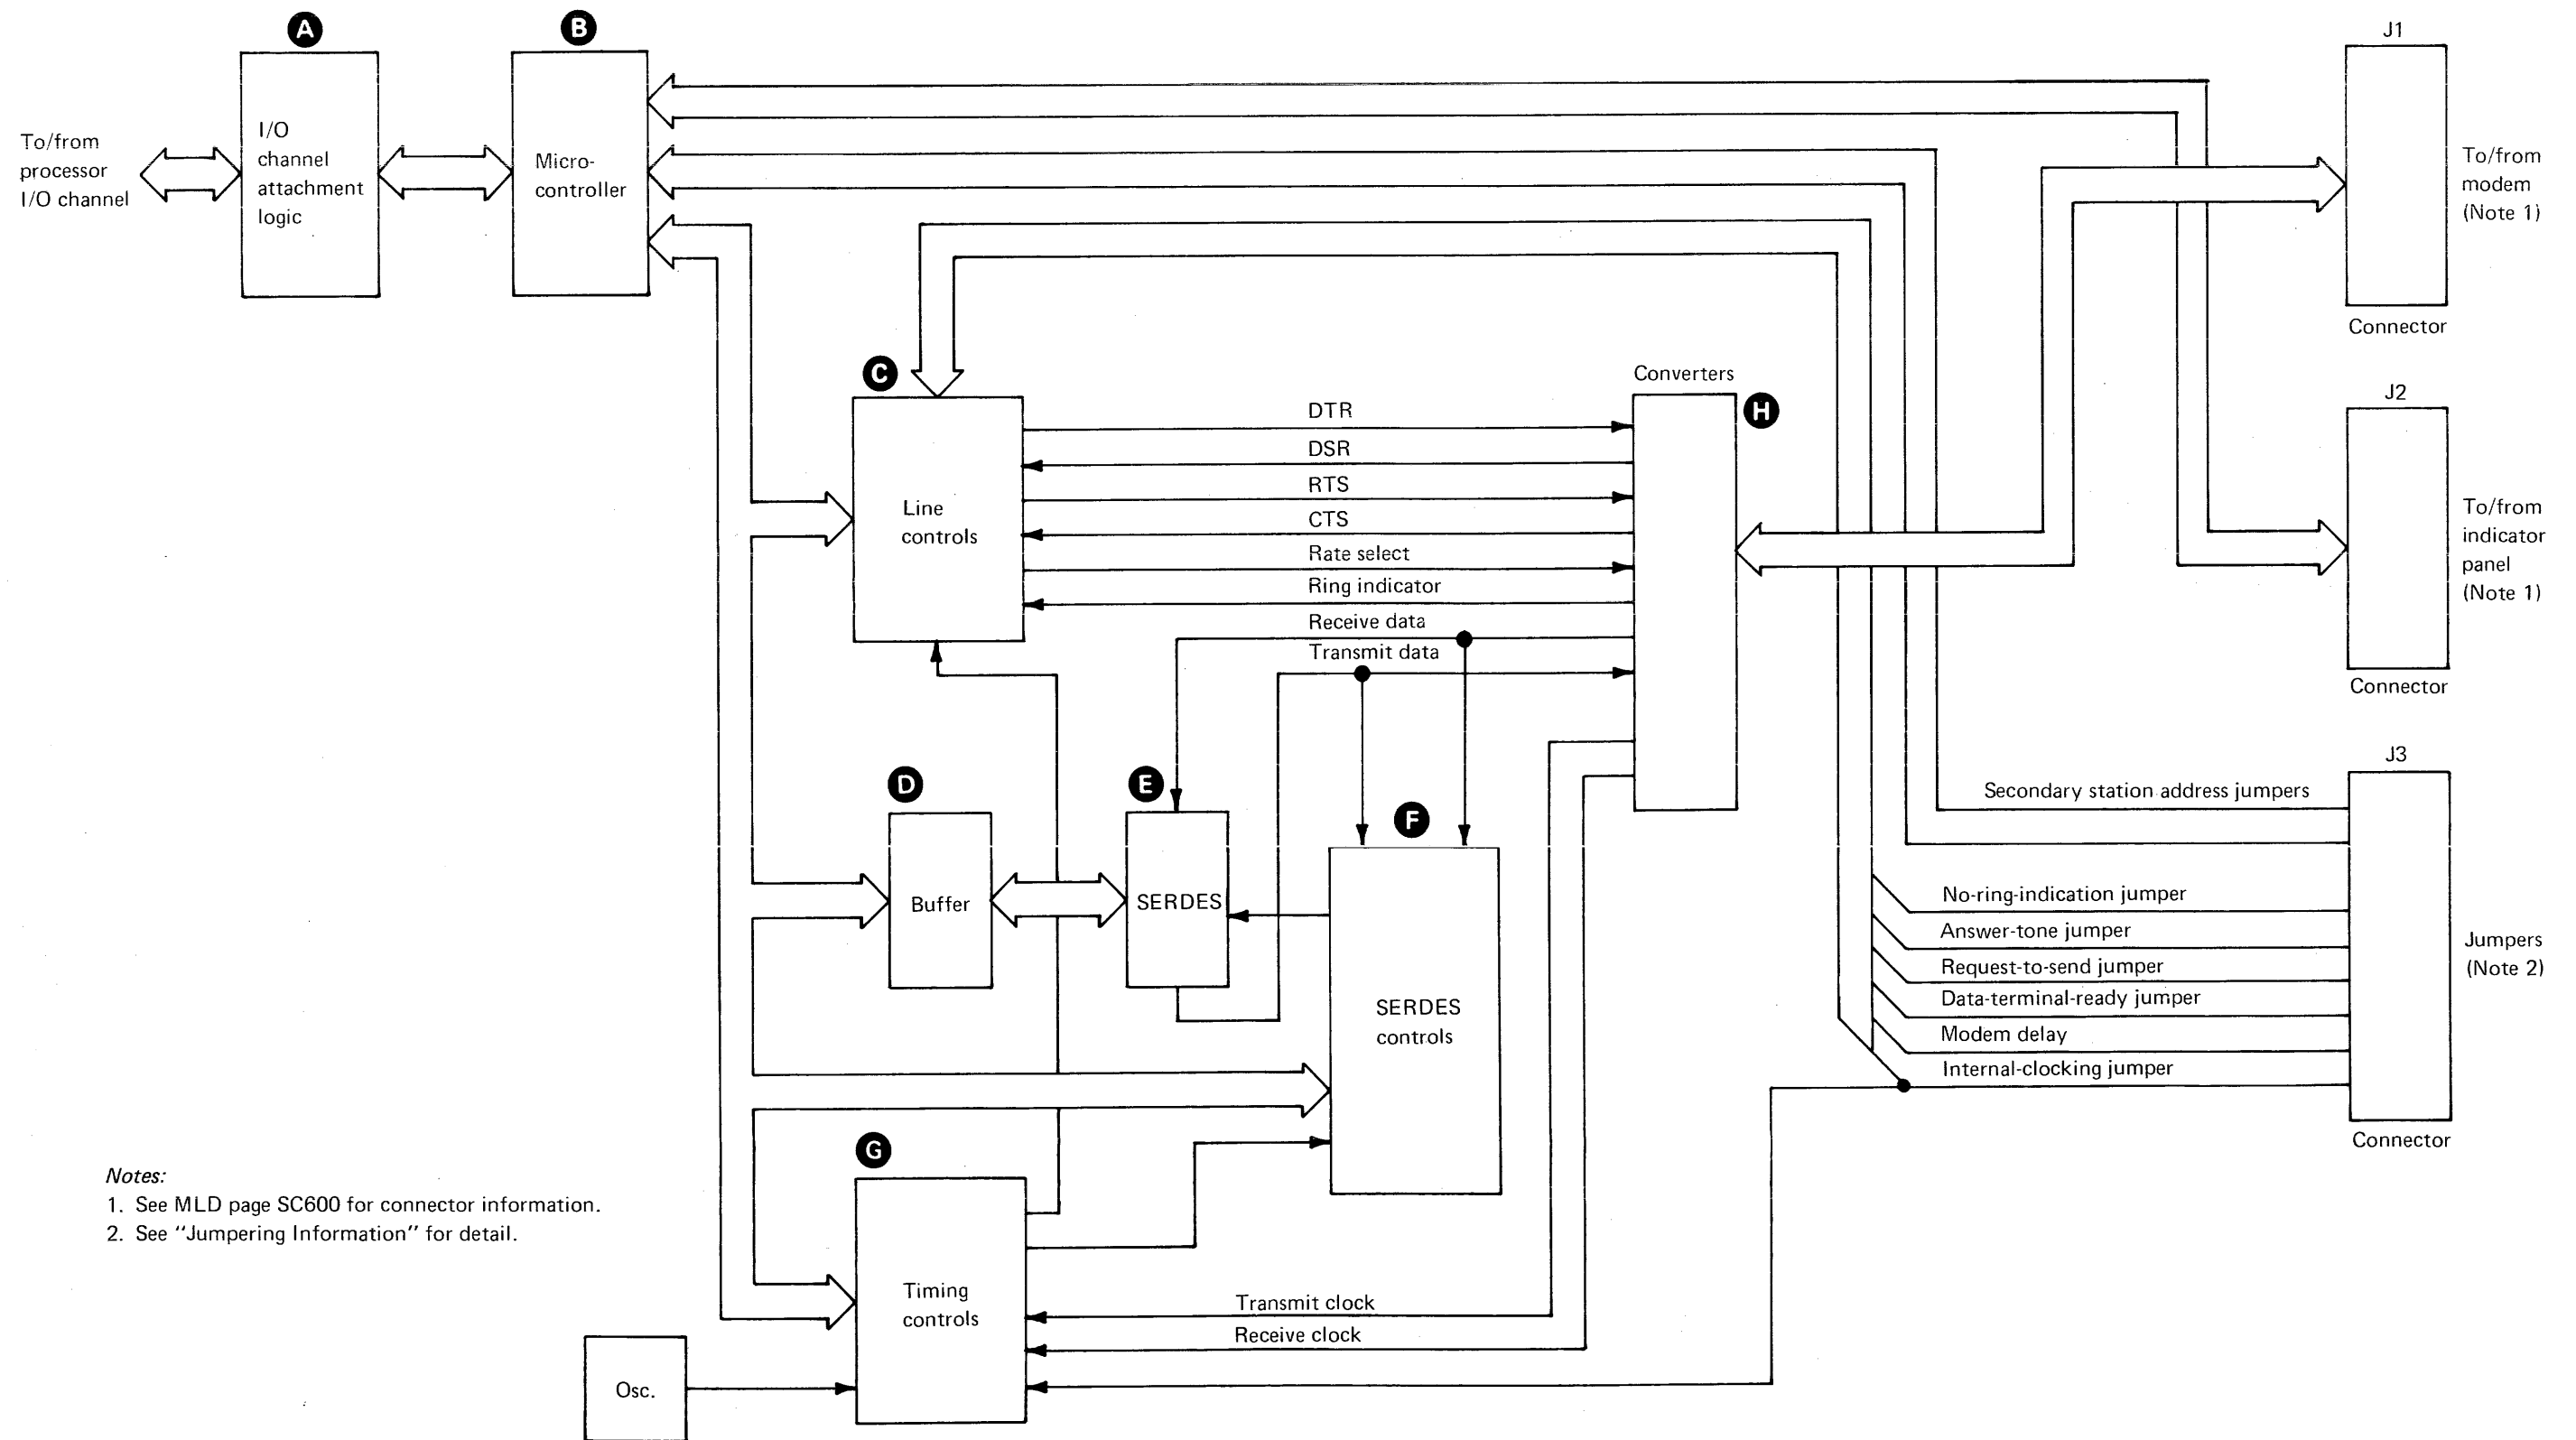 A
B
J1
To/from
processor
I/O channel
I/O
channel
attachment
logic
Micro-
controller
To/from
modem
(Note 1)
Connector
C
Converters
H
J2
DTR
DSR
RTS
CTS
Rate select
Ring indicator
Receive data
Transmit data
Line
controls
To/from
indicator
panel
(Note 1)
Connector
D
E
F
J3
Buffer
SERDES
SERDES
controls
Secondary station address jumpers
No-ring-indication jumper
Answer-tone jumper
Request-to-send jumper
Data-terminal-ready jumper
Modem delay
Internal-clocking jumper
Jumpers
(Note 2)
Connector
G
Timing
controls
Transmit clock
Receive clock
Osc.
Notes:
1. See MLD page SC600 for connector information.
2. See "Jumpering Information" for detail.